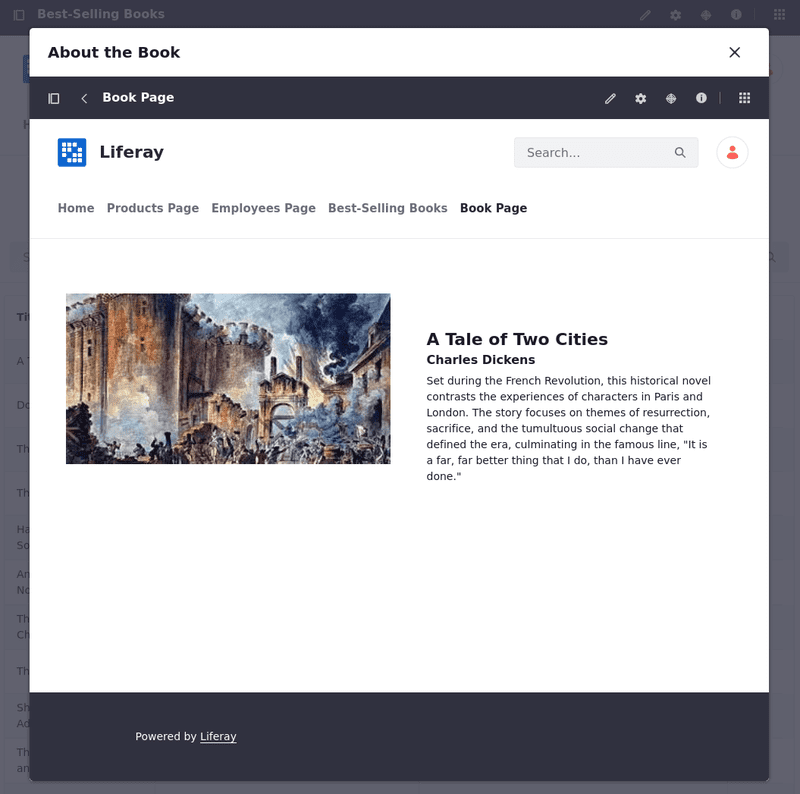 Best-Selling Books
About the Book
Book Page
Liferay
Search...
Home Products Page Employees Page Best-Selling Books Book Page
A Tale of Two Cities
Charles Dickens
Set during the French Revolution, this historical novel
contrasts the experiences of characters in Paris and
London. The story focuses on themes of resurrection,
sacrifice, and the tumultuous social change that
defined the era, culminating in the famous line, "It is
a far, far better thing that I do, than I have ever
done."
Powered by Liferay